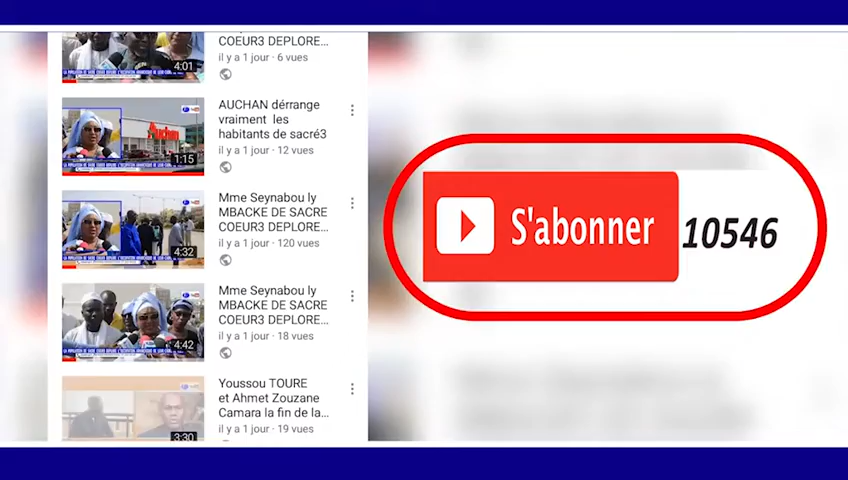 COEUR3 DEPLORE...
il y a 1 jour · 6 vues
4:01
AUCHAN dérrange
vraiment les
habitants de sacré3
il y a 1 jour · 12 vues
Auchan
1:15
Mme Seynabou ly
MBACKE DE SACRE
COEUR3 DEPLORE...
il y a 1 jour · 120 vues
4:32
Mme Seynabou ly
MBACKE DE SACRE
COEUR3 DEPLORE...
il y a 1 jour · 18 vues
4:42
Youssou TOURE
et Ahmet Zouzane
Camara la fin de la...
il y a 1 jour · 19 vues
3:30
S'abonner
10546